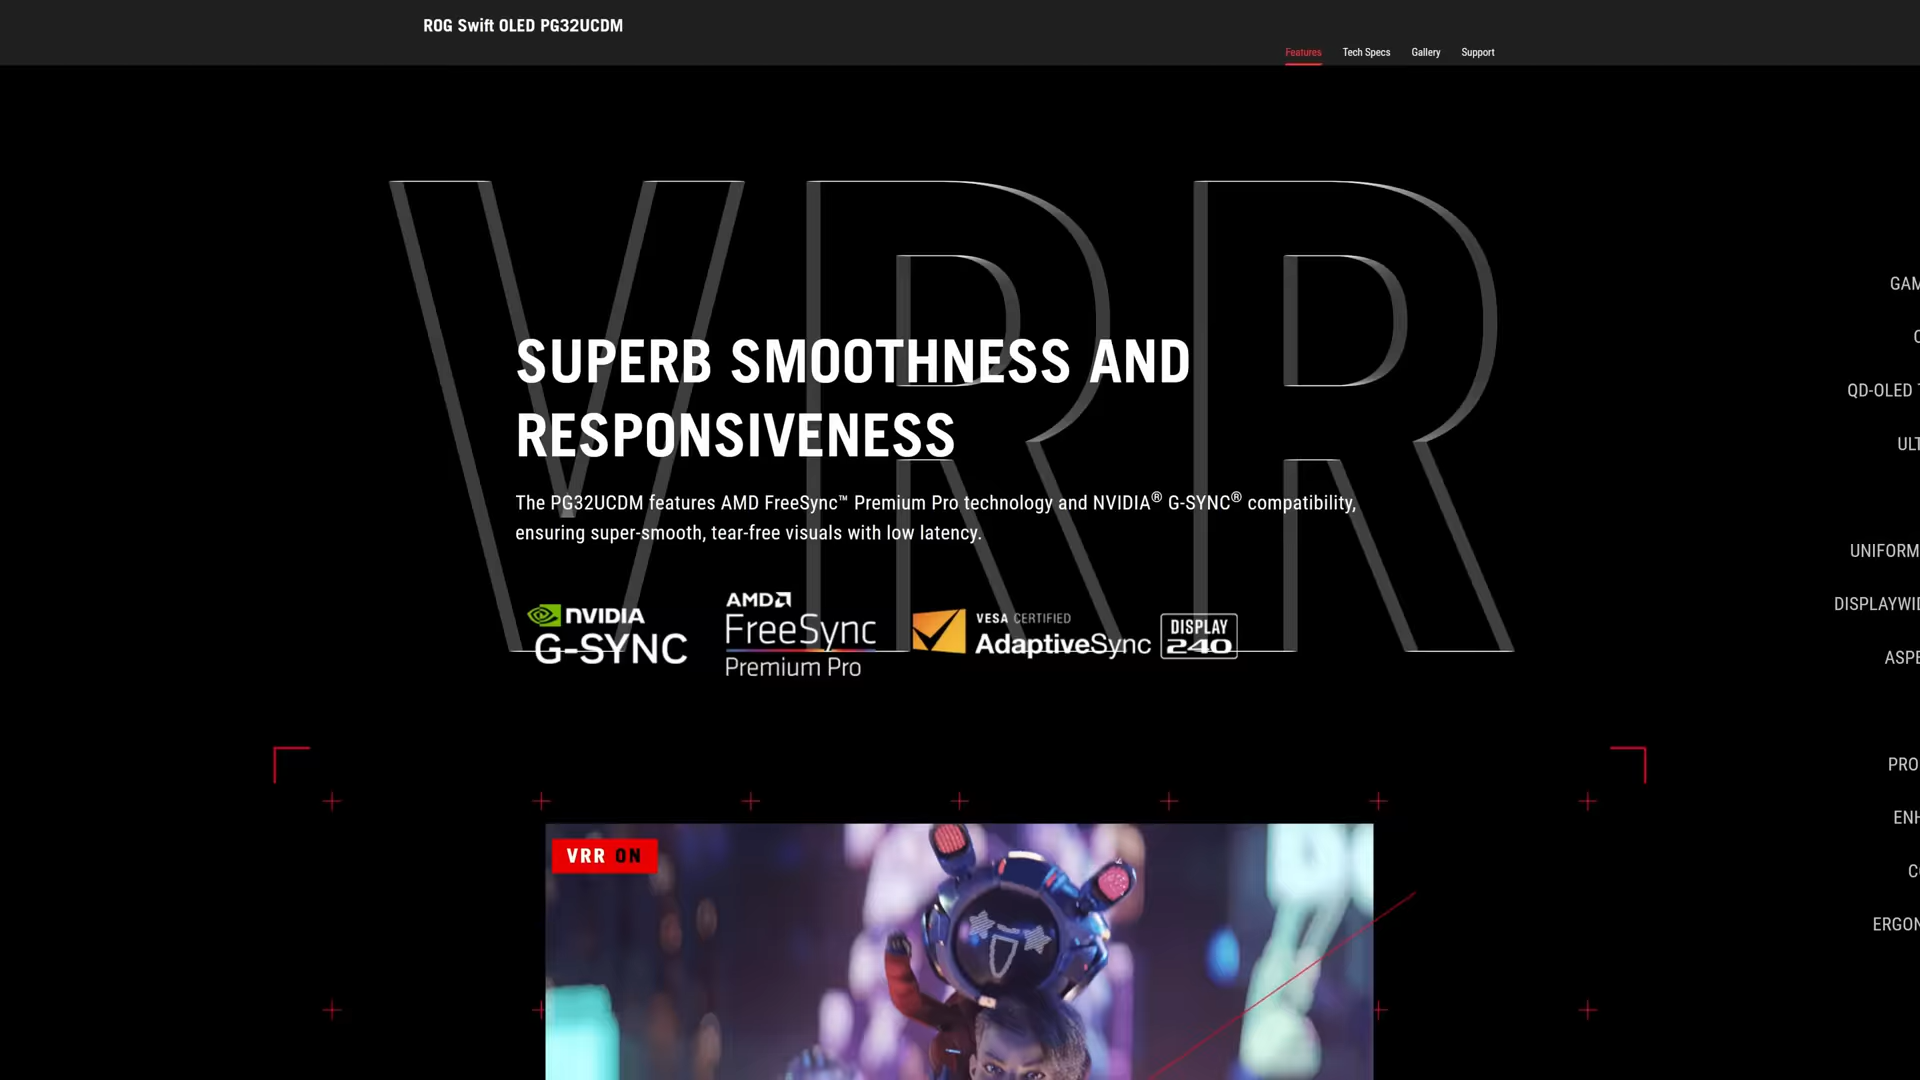 ROG Swift OLED PG32UCDM
Features
Tech Specs
Gallery
Support
VRR
SUPERB SMOOTHNESS AND
RESPONSIVENESS
The PG32UCDM features AMD FreeSync™ Premium Pro technology and NVIDIA® G-SYNC® compatibility,
ensuring super-smooth, tear-free visuals with low latency.
NVIDIA
G-SYNC
AMD
FreeSync
Premium Pro
VESA CERTIFIED
AdaptiveSync
DISPLAY
240
VRR ON
QD-OLED